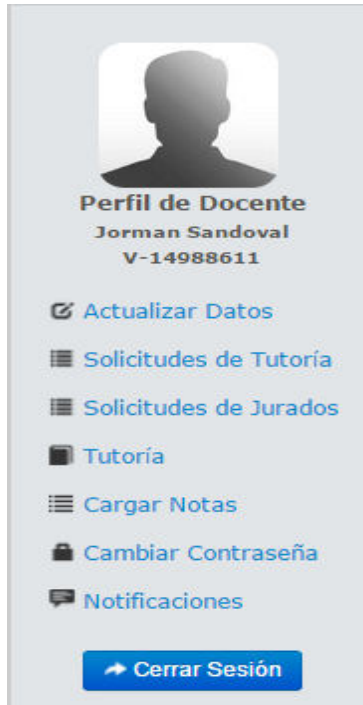 Perfil de Docente
Jorman Sandoval
V-14988611
Actualizar Datos
Solicitudes de Tutoría
Solicitudes de Jurados
Tutoría
Cargar Notas
Cambiar Contraseña
Notificaciones
Cerrar Sesión